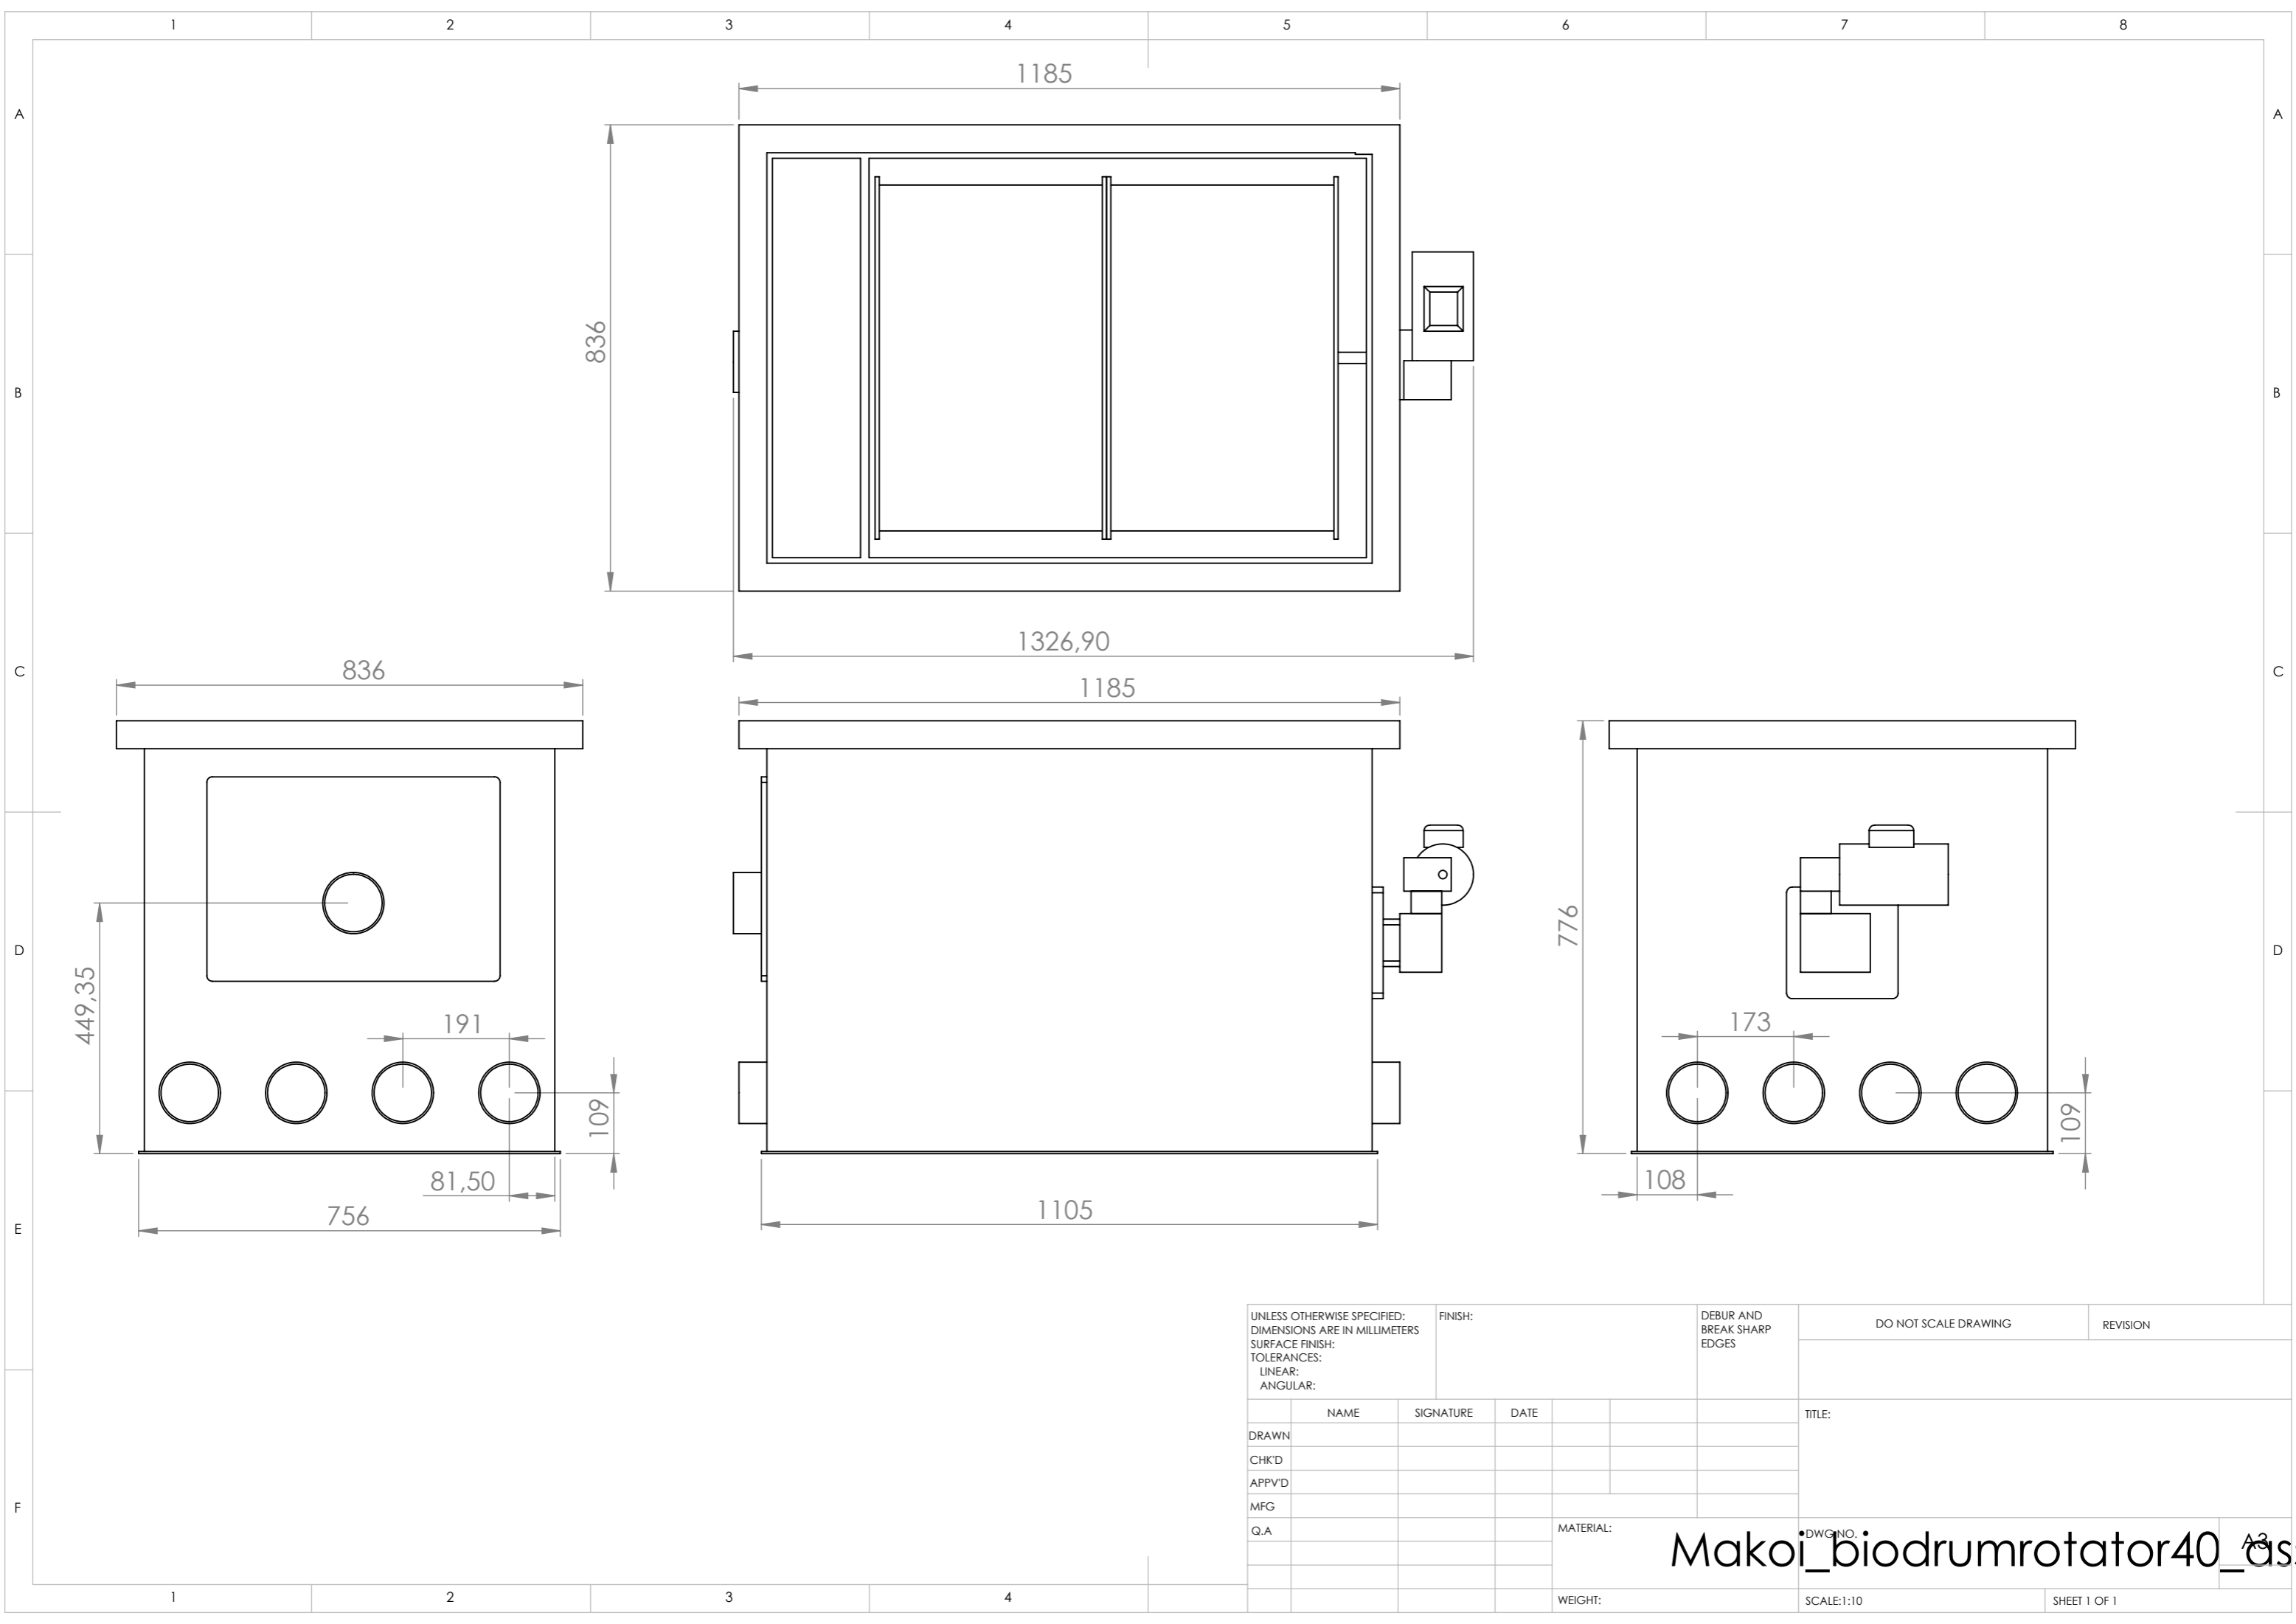 1 2 3 4 5 6 7 8
A A
1185
B B
836
1326,90
C C
836
1185
D D
449,35
191
109
81,50
756
1105
776
173
109
108
E
UNLESS OTHERWISE SPECIFIED:
DIMENSIONS ARE IN MILLIMETERS
SURFACE FINISH:
TOLERANCES:
LINEAR:
ANGULAR:
FINISH:
DEBUR AND
BREAK SHARP
EDGES
DO NOT SCALE DRAWING
REVISION
NAME SIGNATURE DATE
TITLE:
DRAWN
CHK'D
APPV'D
MFG
Q.A
MATERIAL:
DWG NO.
Makoi_biodrumrotator40_as
A3
F
WEIGHT:
SCALE:1:10
SHEET 1 OF 1
1 2 3 4